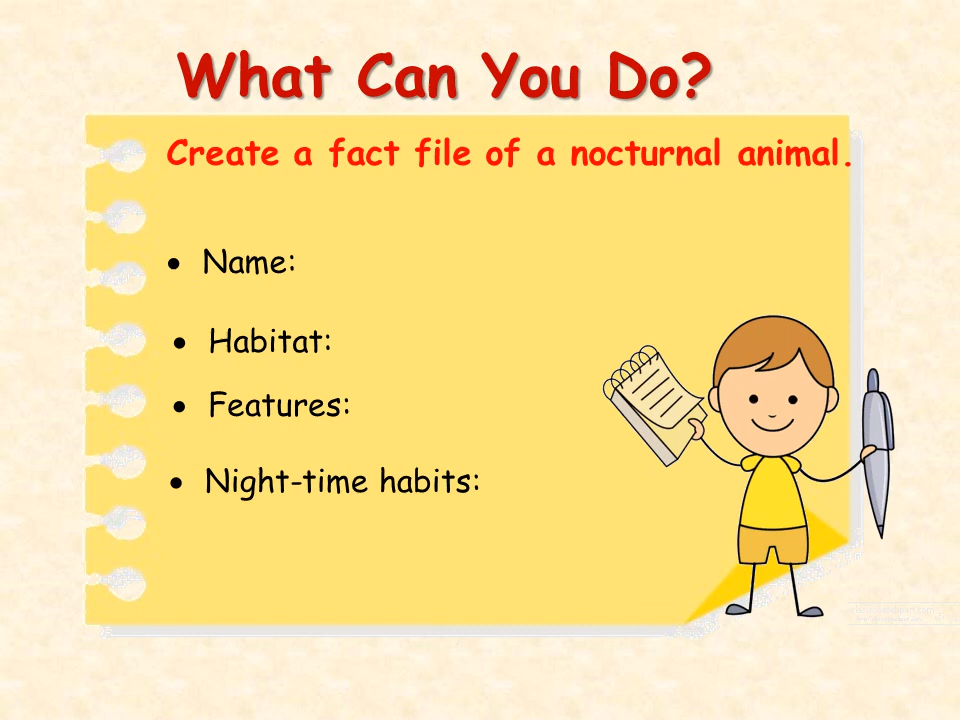 What Can You Do?
Create a fact file of a nocturnal animal.
• Name:
• Habitat:
• Features:
• Night-time habits: